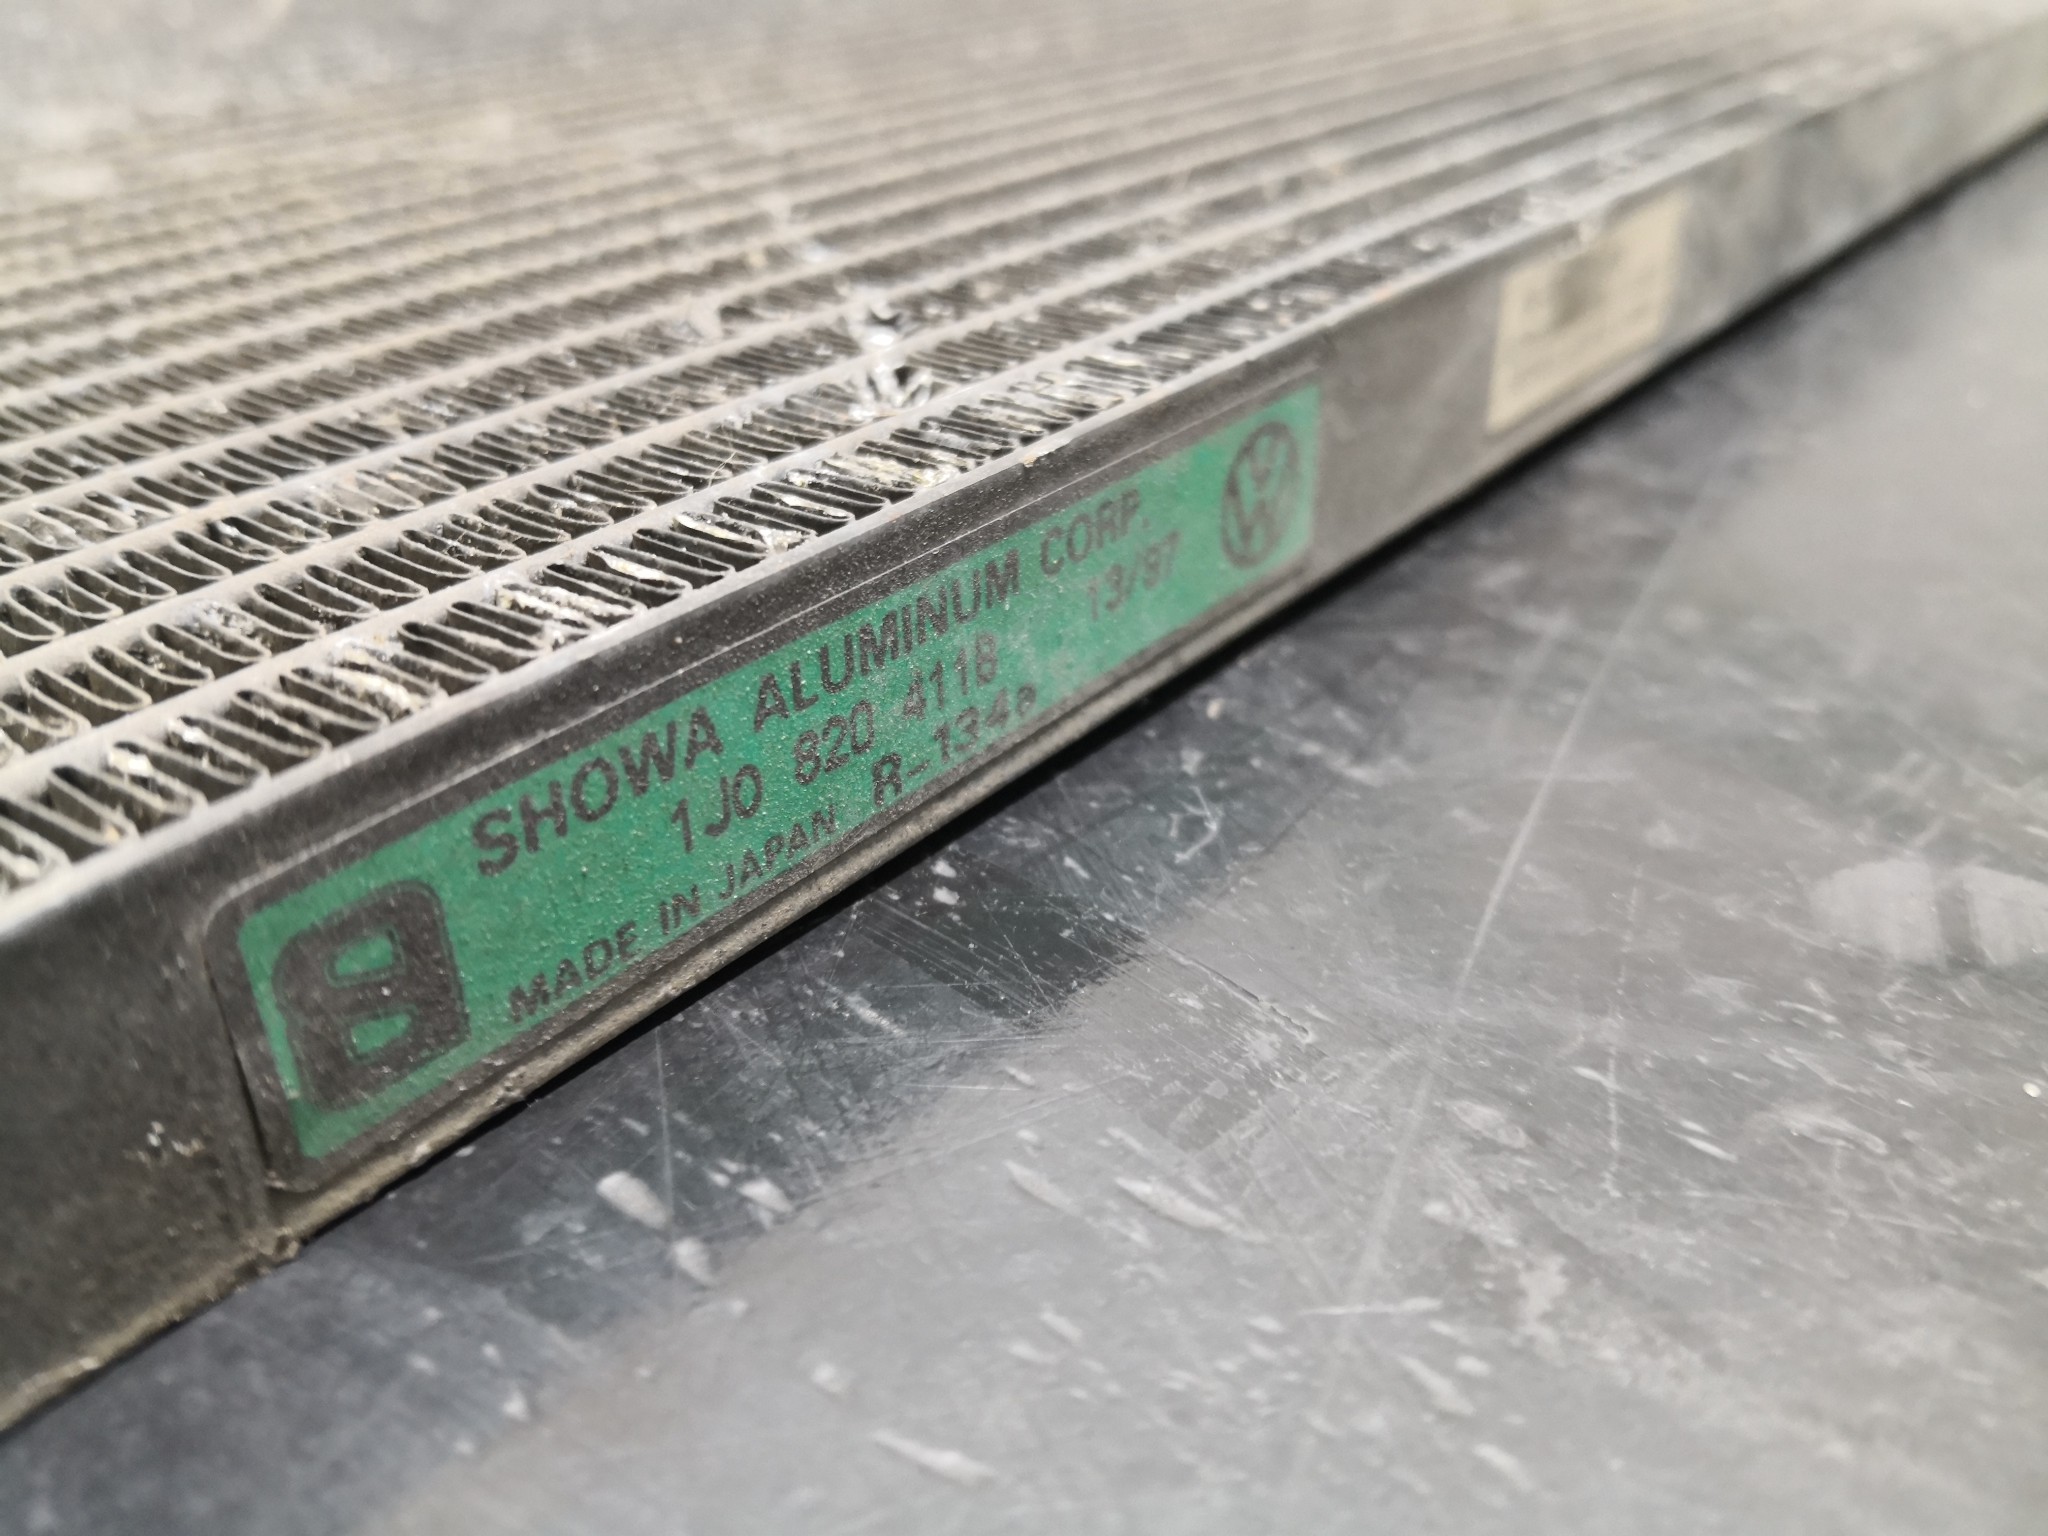 SHOWA ALUMINUM CORP.
1J0 820 411B 13/97
MADE IN JAPAN R-134a